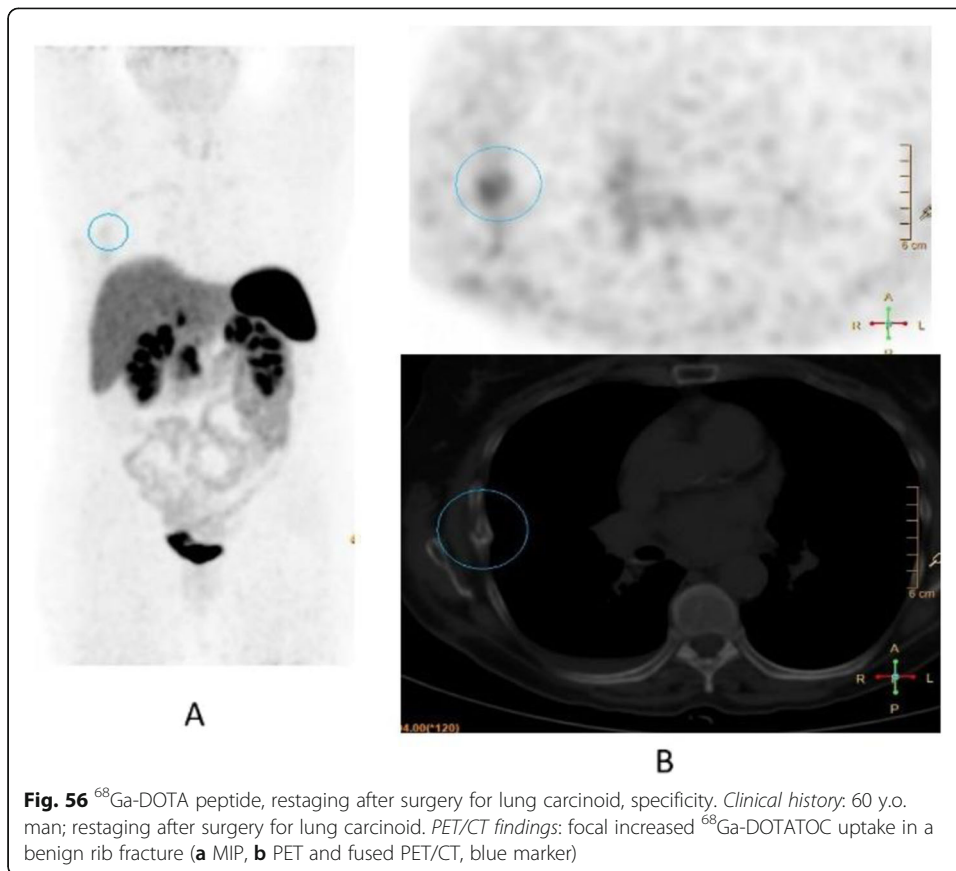 A
R
L
6 cm
A
R
L
P
6 cm
4.00(*120)
A
B
Fig. 56 ⁶⁸Ga-DOTA peptide, restaging after surgery for lung carcinoid, specificity. Clinical history: 60 y.o.
man; restaging after surgery for lung carcinoid. PET/CT findings: focal increased ⁶⁸Ga-DOTATOC uptake in a
benign rib fracture (a MIP, b PET and fused PET/CT, blue marker)